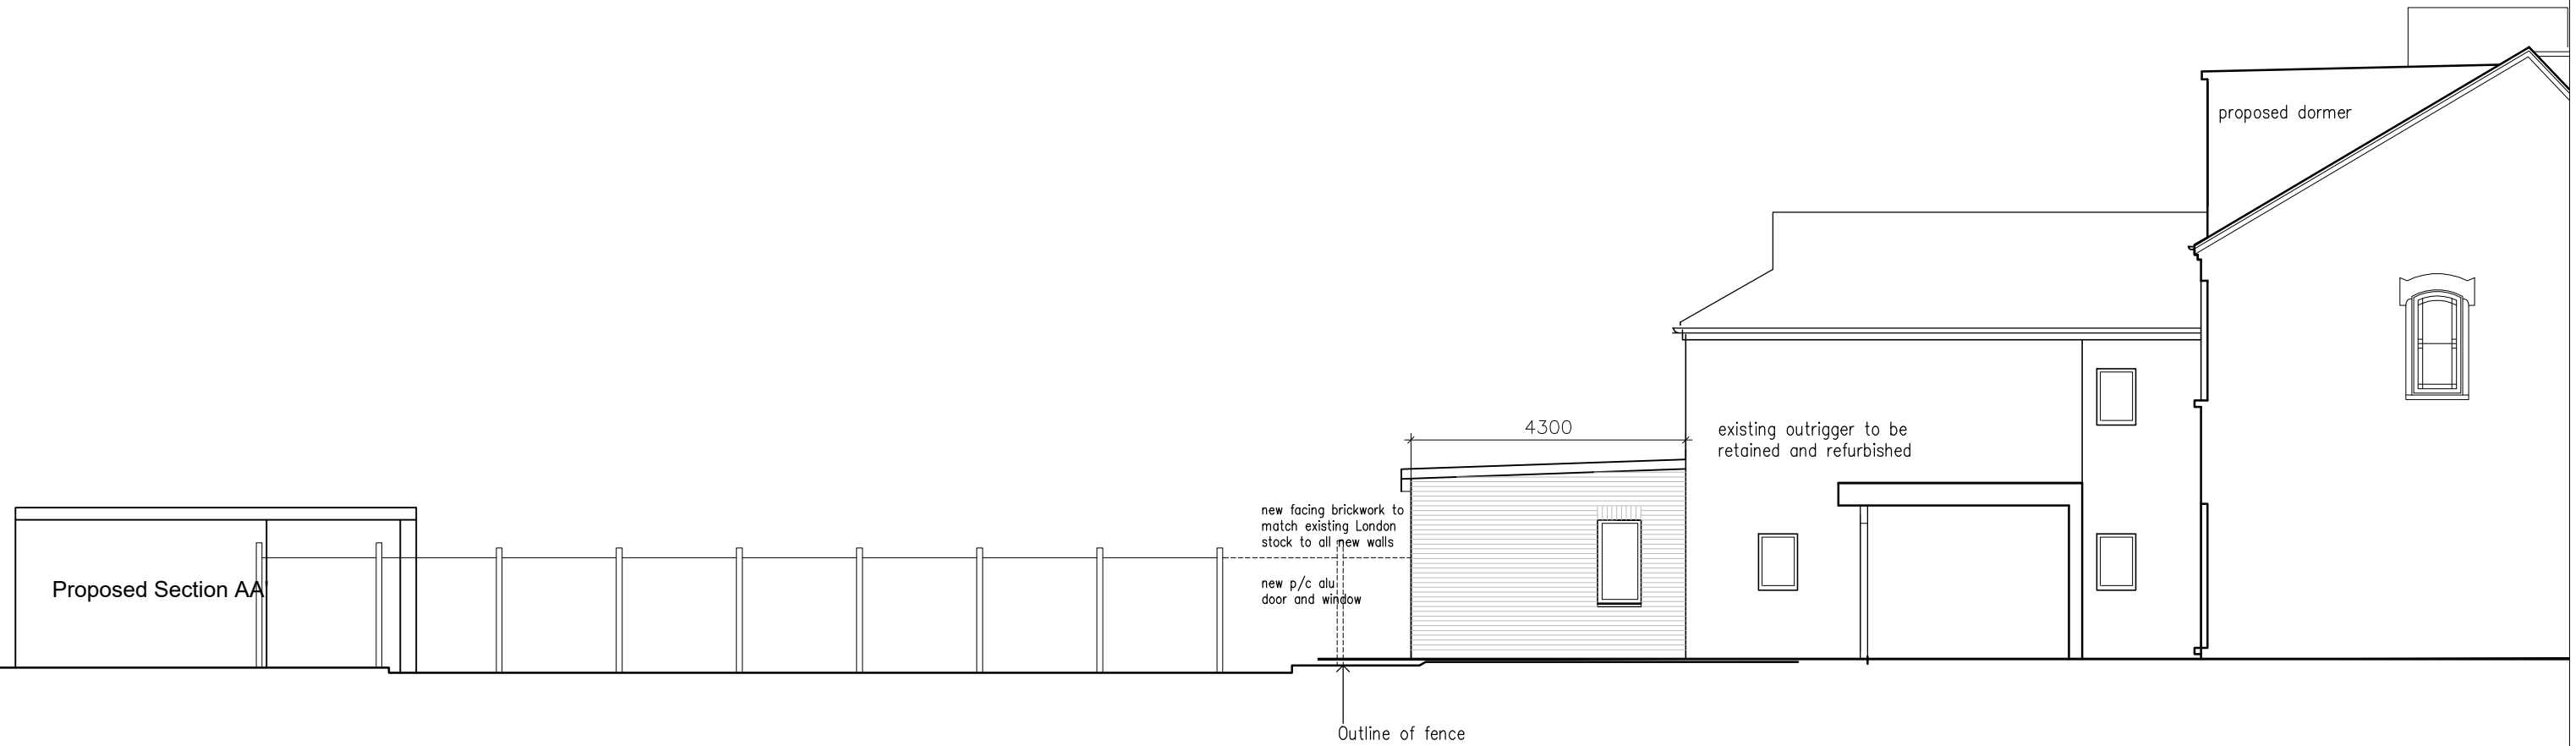 proposed dormer
4300
existing outrigger to be
retained and refurbished
new facing brickwork to
match existing London
stock to all new walls
new p/c alu
door and window
Proposed Section AA'
Outline of fence